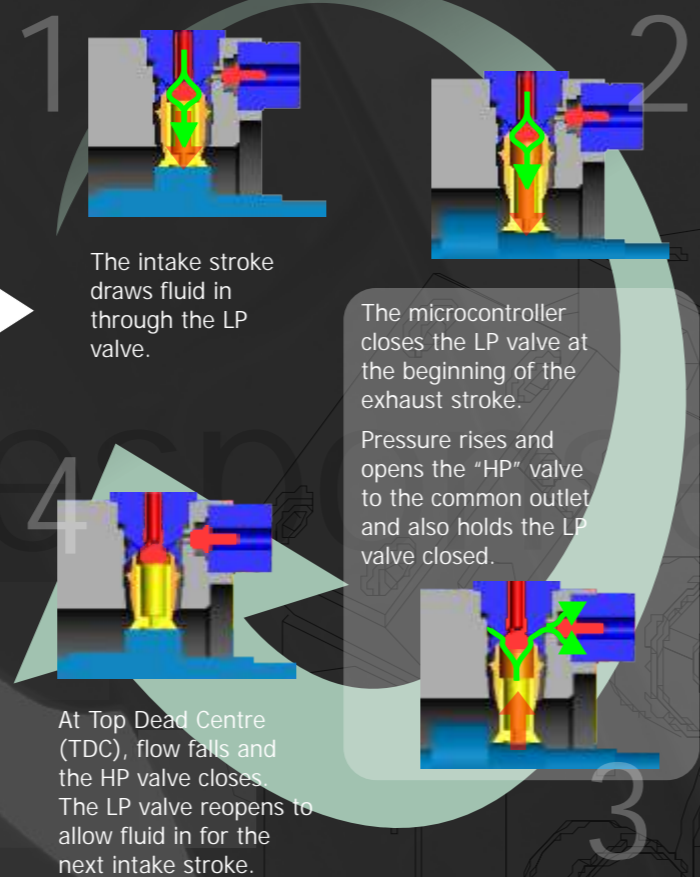 1
The intake stroke
draws fluid in
through the LP
valve.
2
The microcontroller
closes the LP valve at
the beginning of the
exhaust stroke.
Pressure rises and
opens the “HP” valve
to the common outlet
and also holds the LP
valve closed.
3
4
At Top Dead Centre
(TDC), flow falls and
the HP valve closes.
The LP valve reopens to
allow fluid in for the
next intake stroke.